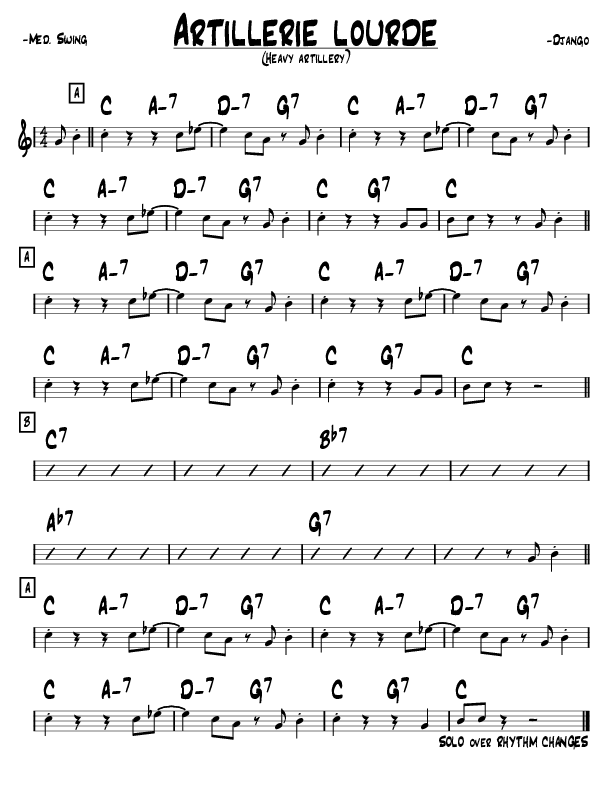 Artillerie lourde
(Heavy artillery)
-Med. Swing
-Django
A
C A-7 D-7 G7 C A-7 D-7 G7
4
4
C A-7 D-7 G7 C G7 C
A
C A-7 D-7 G7 C A-7 D-7 G7
C A-7 D-7 G7 C G7 C
B
C7 B♭7
A♭7 G7
A
C A-7 D-7 G7 C A-7 D-7 G7
C A-7 D-7 G7 C G7 C
SOLO over RHYTHM CHANGES